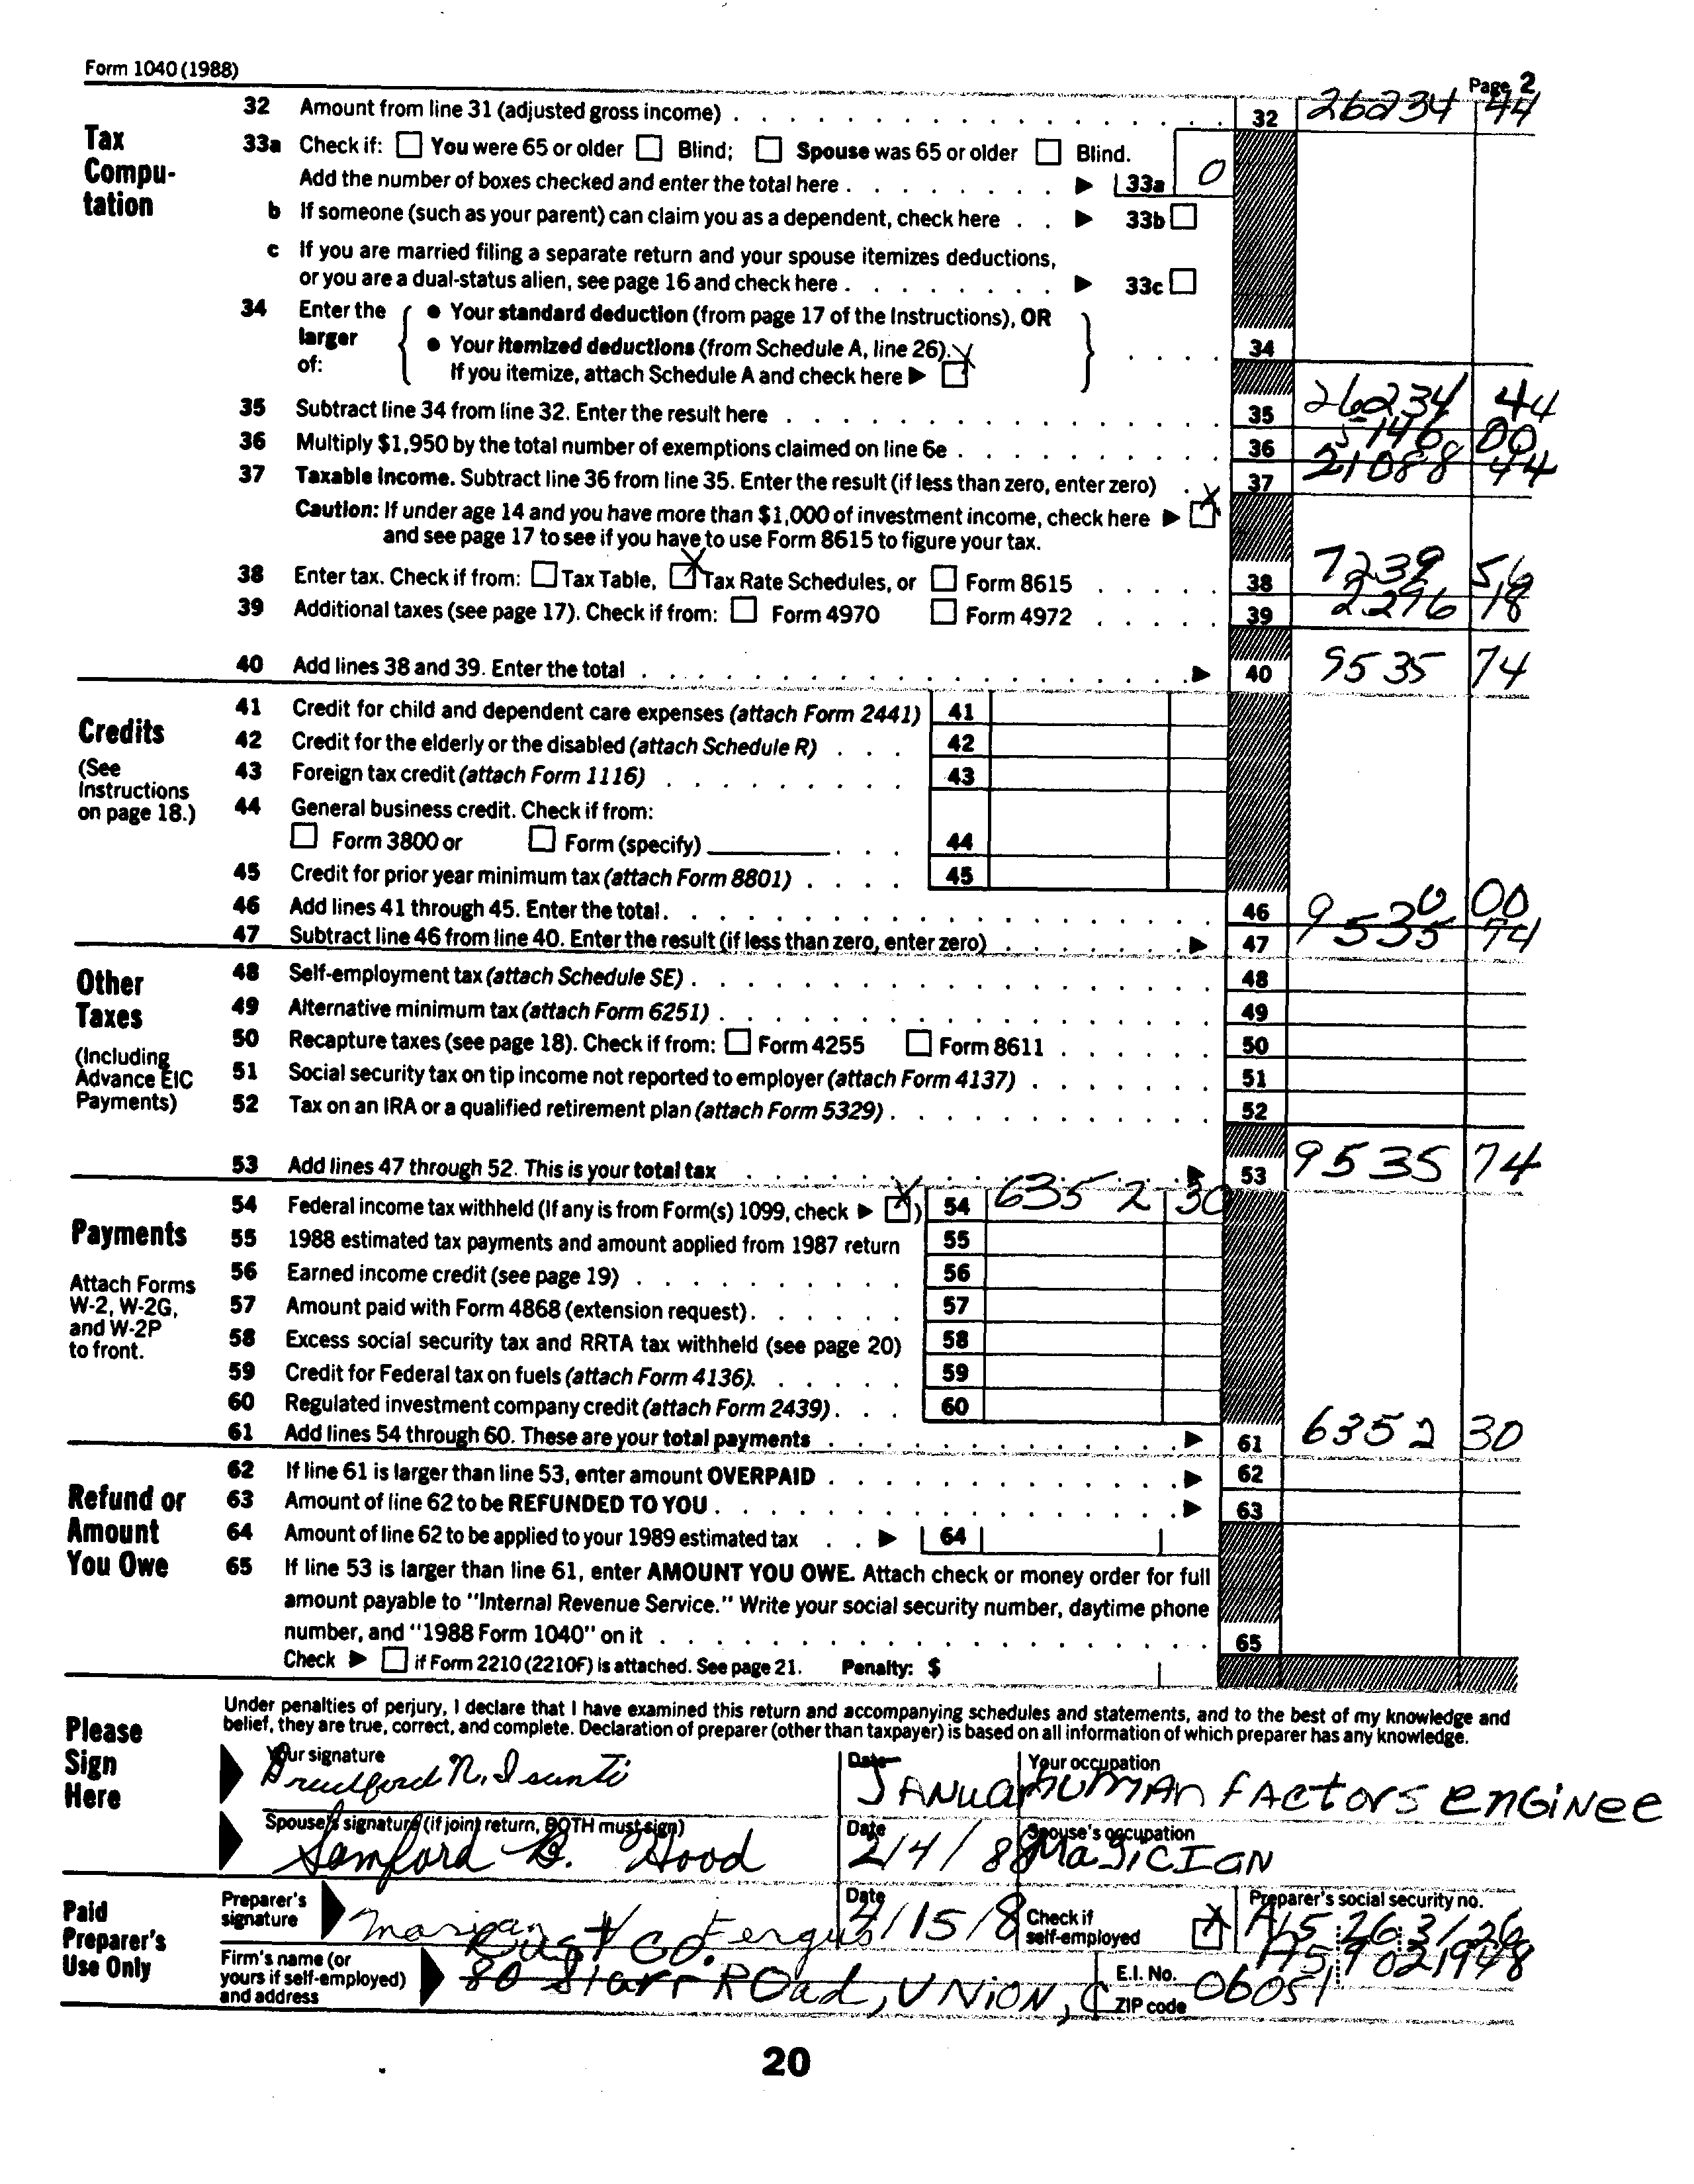 Form 1040 (1988)
Page 2
Tax Computation
32 Amount from line 31 (adjusted gross income) 32 26234 44
33a Check if: You were 65 or older Blind; Spouse was 65 or older Blind.
Add the number of boxes checked and enter the total here 33a 0
b If someone (such as your parent) can claim you as a dependent, check here 33b
c If you are married filing a separate return and your spouse itemizes deductions,
or you are a dual-status alien, see page 16 and check here 33c
34 Enter the larger of:
• Your standard deduction (from page 17 of the Instructions), OR
• Your itemized deductions (from Schedule A, line 26).
If you itemize, attach Schedule A and check here X 34
35 Subtract line 34 from line 32. Enter the result here 35 26234 44
36 Multiply $1,950 by the total number of exemptions claimed on line 6e 36 5146 00
37 Taxable income. Subtract line 36 from line 35. Enter the result (if less than zero, enter zero) 37 21088 44
Caution: If under age 14 and you have more than $1,000 of investment income, check here X
and see page 17 to see if you have to use Form 8615 to figure your tax.
38 Enter tax. Check if from: Tax Table, X Tax Rate Schedules, or Form 8615 38 7239 56
39 Additional taxes (see page 17). Check if from: Form 4970 Form 4972 39 2296 18
40 Add lines 38 and 39. Enter the total 40 9535 74
Credits
(See Instructions on page 18.)
41 Credit for child and dependent care expenses (attach Form 2441) 41
42 Credit for the elderly or the disabled (attach Schedule R) 42
43 Foreign tax credit (attach Form 1116) 43
44 General business credit. Check if from:
Form 3800 or Form (specify) 44
45 Credit for prior year minimum tax (attach Form 8801) 45
46 Add lines 41 through 45. Enter the total 46 0 00
47 Subtract line 46 from line 40. Enter the result (if less than zero, enter zero) 47 9535 74
Other Taxes
(Including Advance EIC Payments)
48 Self-employment tax (attach Schedule SE) 48
49 Alternative minimum tax (attach Form 6251) 49
50 Recapture taxes (see page 18). Check if from: Form 4255 Form 8611 50
51 Social security tax on tip income not reported to employer (attach Form 4137) 51
52 Tax on an IRA or a qualified retirement plan (attach Form 5329) 52
53 Add lines 47 through 52. This is your total tax 53 9535 74
Payments
Attach Forms W-2, W-2G, and W-2P to front.
54 Federal income tax withheld (If any is from Form(s) 1099, check X) 54 6352 30
55 1988 estimated tax payments and amount applied from 1987 return 55
56 Earned income credit (see page 19) 56
57 Amount paid with Form 4868 (extension request) 57
58 Excess social security tax and RRTA tax withheld (see page 20) 58
59 Credit for Federal tax on fuels (attach Form 4136) 59
60 Regulated investment company credit (attach Form 2439) 60
61 Add lines 54 through 60. These are your total payments 61 6352 30
Refund or Amount You Owe
62 If line 61 is larger than line 53, enter amount OVERPAID 62
63 Amount of line 62 to be REFUNDED TO YOU 63
64 Amount of line 62 to be applied to your 1989 estimated tax 64
65 If line 53 is larger than line 61, enter AMOUNT YOU OWE. Attach check or money order for full
amount payable to "Internal Revenue Service." Write your social security number, daytime phone
number, and "1988 Form 1040" on it 65
Check if Form 2210 (2210F) is attached. See page 21. Penalty: $
Please Sign Here
Under penalties of perjury, I declare that I have examined this return and accompanying schedules and statements, and to the best of my knowledge and
belief, they are true, correct, and complete. Declaration of preparer (other than taxpayer) is based on all information of which preparer has any knowledge.
Your signature Date Your occupation
N. Isanti Januar human factors enginee
Spouse's signature (if joint return, BOTH must sign) Date Spouse's occupation
Samford B. Hood 2/4/88 Magician
Paid Preparer's Use Only
Preparer's signature Date Check if self-employed X Preparer's social security no.
Fergus /15/8 A15 26 3126
Firm's name (or yours if self-employed) and address
Rust Co. E.I. No. A59021948
80 Starr Road, Union, C ZIP code 06051
20